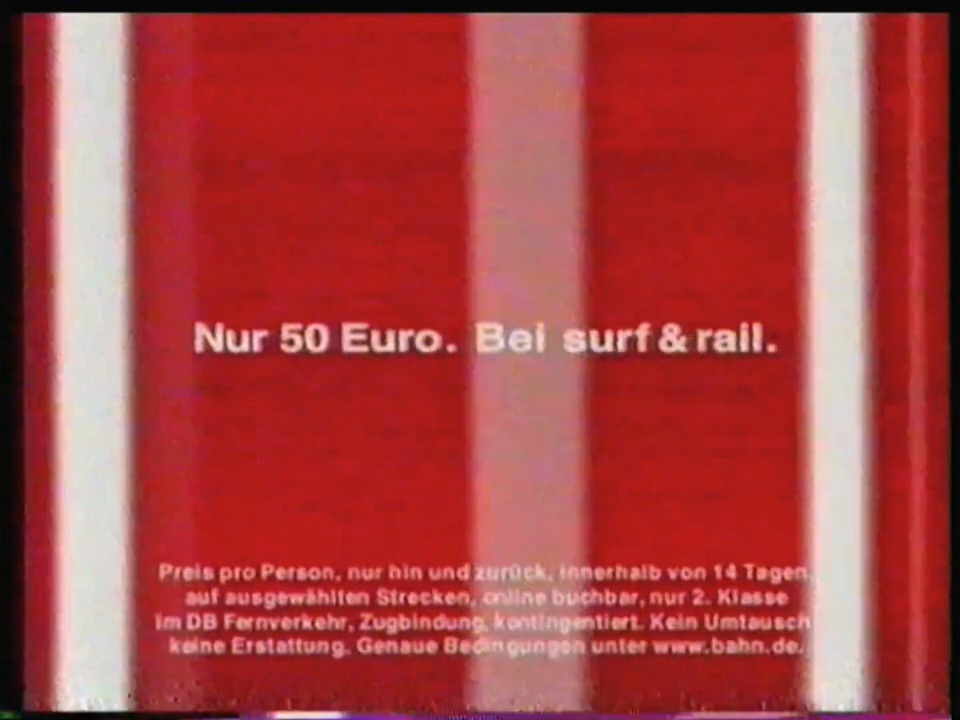 Nur 50 Euro. Bei surf & rail.
Preis pro Person, nur hin und zurück, innerhalb von 14 Tagen,
auf ausgewählten Strecken, online buchbar, nur 2. Klasse
im DB Fernverkehr, Zugbindung, kontingentiert. Kein Umtausch
keine Erstattung. Genaue Bedingungen unter www.bahn.de.